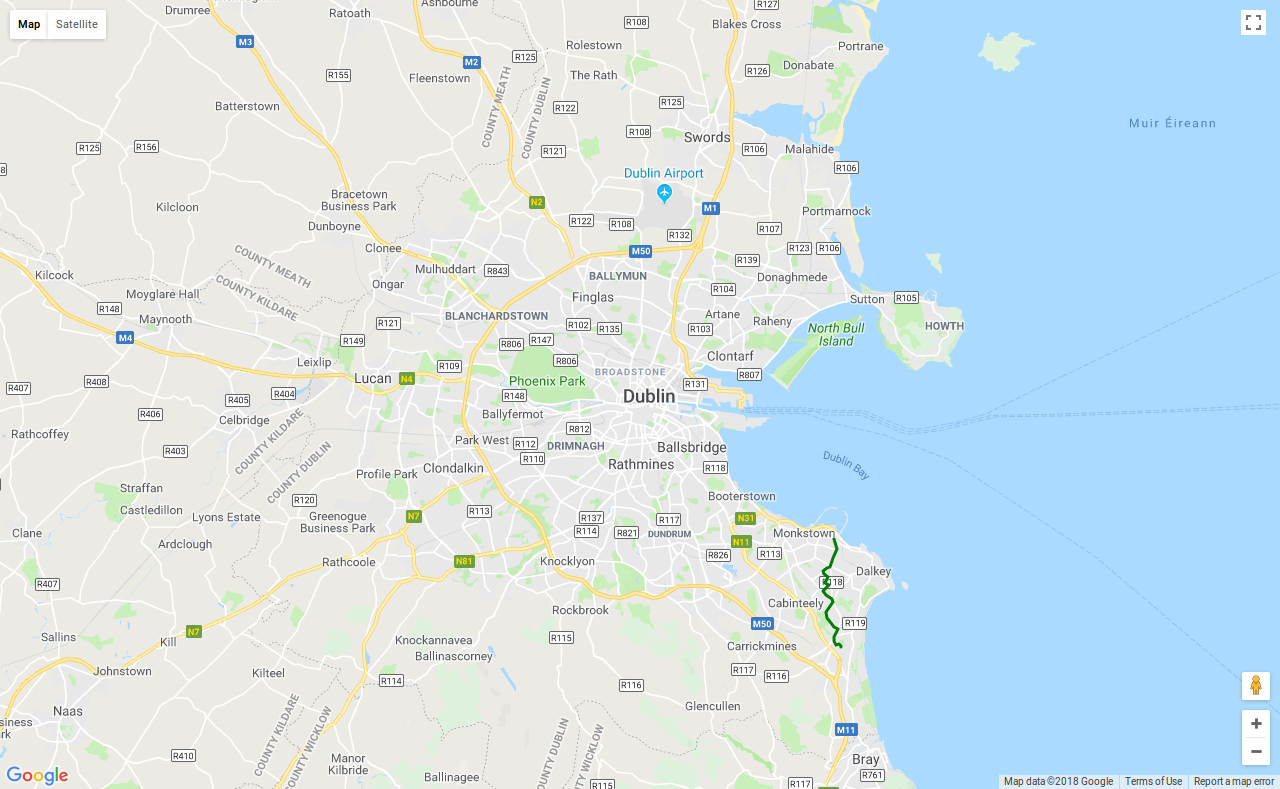 Map
Satellite
Drumree
Ratoath
Ashbourne
R108
R127
Blakes Cross
M3
R125
Rolestown
Portrane
M2
R155
Fleenstown
The Rath
R126
Donabate
COUNTY MEATH
COUNTY DUBLIN
Batterstown
R122
R125
Muir Éireann
R108
Swords
R125
R156
R121
R106
Malahide
R106
Dublin Airport
Bracetown
Business Park
N2
M1
Kilcloon
Portmarnock
Dunboyne
R122
R108
R132
R107
Clonee
M50
R123
R106
COUNTY MEATH
COUNTY KILDARE
Kilcock
Mulhuddart
R843
R139
BALLYMUN
Donaghmede
Ongar
R104
Moyglare Hall
Finglas
Sutton
R105
R148
Maynooth
BLANCHARDSTOWN
Artane
Raheny
HOWTH
R121
R102
R135
R103
North Bull
Island
M4
R149
R147
R806
Leixlip
R109
R806
Clontarf
BROADSTONE
Lucan
N4
Phoenix Park
R807
R407
R408
R131
R404
R405
R148
Dublin
R406
Celbridge
Ballyfermot
R812
Rathcoffey
COUNTY KILDARE
COUNTY DUBLIN
Park West
R112
DRIMNAGH
Ballsbridge
R403
R110
Rathmines
R118
Dublin Bay
Profile Park
Clondalkin
Straffan
R120
Booterstown
Castledillon
Lyons Estate
Greenogue
Business Park
N7
R113
R137
R117
N31
Clane
R114
R821
DUNDRUM
Monkstown
Ardclough
N11
R826
R113
Rathcoole
N81
Knocklyon
Dalkey
R407
R118
Rockbrook
Cabinteely
R119
Sallins
N7
Kill
Knockannavea
R115
M50
Ballinascorney
Carrickmines
Johnstown
Kilteel
R114
R116
R117
R116
Naas
Glencullen
COUNTY KILDARE
COUNTY WICKLOW
COUNTY DUBLIN
COUNTY WICKLOW
M11
R410
Manor
Kilbride
Bray
R761
Ballinagee
R115
R117
Google
Map data ©2018 Google
Terms of Use
Report a map error